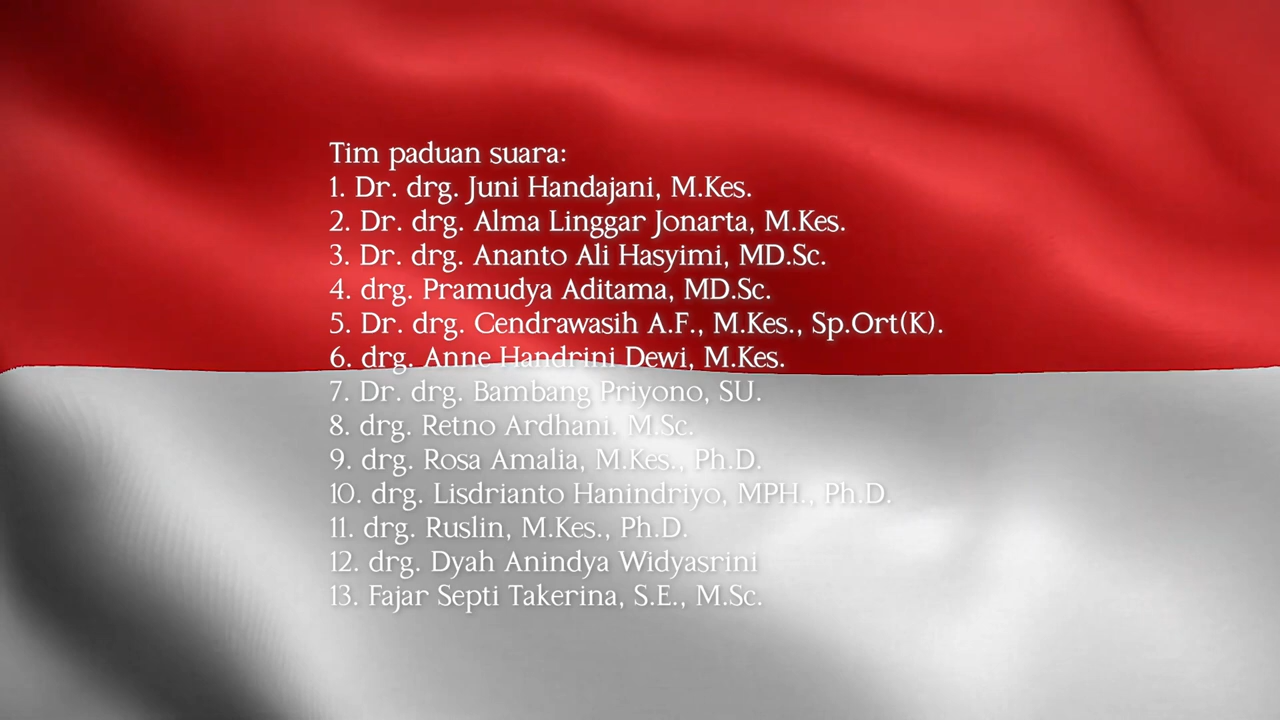 Tim paduan suara:
1. Dr. drg. Juni Handajani, M.Kes.
2. Dr. drg. Alma Linggar Jonarta, M.Kes.
3. Dr. drg. Ananto Ali Hasyimi, MD.Sc.
4. drg. Pramudya Aditama, MD.Sc.
5. Dr. drg. Cendrawasih A.F., M.Kes., Sp.Ort(K).
6. drg. Anne Handrini Dewi, M.Kes.
7. Dr. drg. Bambang Priyono, SU.
8. drg. Retno Ardhani. M.Sc.
9. drg. Rosa Amalia, M.Kes., Ph.D.
10. drg. Lisdrianto Hanindriyo, MPH., Ph.D.
11. drg. Ruslin, M.Kes., Ph.D.
12. drg. Dyah Anindya Widyasrini
13. Fajar Septi Takerina, S.E., M.Sc.